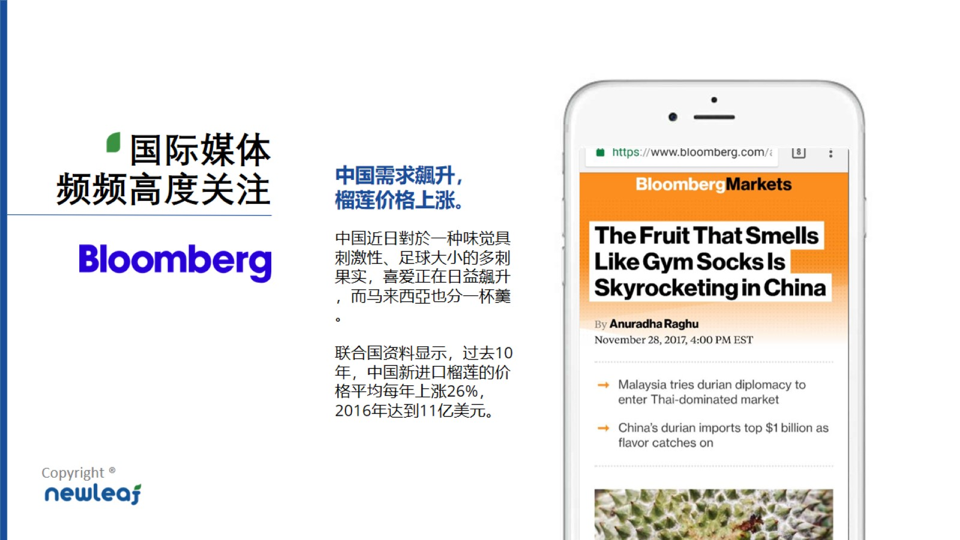 国际媒体
频频高度关注
Bloomberg
中国需求飆升，
榴莲价格上涨。
中国近日對於一种味觉具
刺激性、足球大小的多刺
果实，喜爱正在日益飆升
，而马来西亞也分一杯羹
。
联合国资料显示，过去10
年，中国新进口榴莲的价
格平均每年上涨26%，
2016年达到11亿美元。
Copyright ®
newleaf
https://www.bloomberg.com/
8
BloombergMarkets
The Fruit That Smells
Like Gym Socks Is
Skyrocketing in China
By Anuradha Raghu
November 28, 2017, 4:00 PM EST
→ Malaysia tries durian diplomacy to
enter Thai-dominated market
→ China's durian imports top $1 billion as
flavor catches on